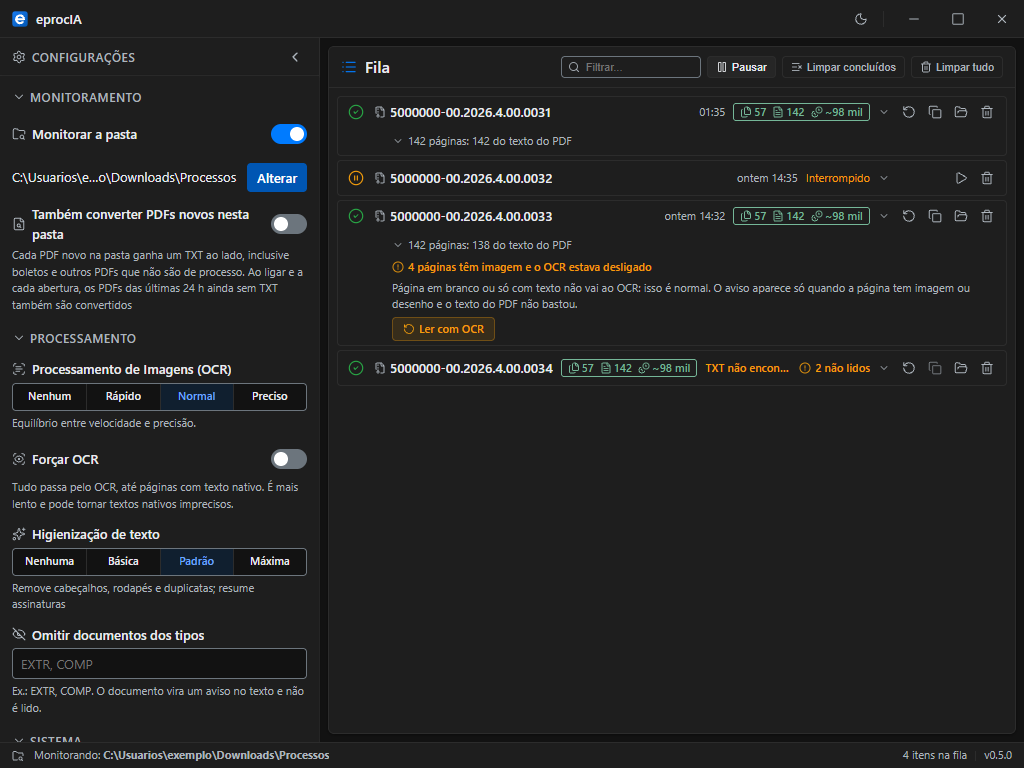 eprocIA
CONFIGURAÇÕES
MONITORAMENTO
Monitorar a pasta
C:\Usuarios\e...o\Downloads\Processos
Alterar
Também converter PDFs novos nesta
pasta
Cada PDF novo na pasta ganha um TXT ao lado, inclusive
boletos e outros PDFs que não são de processo. Ao ligar e a
cada abertura, os PDFs das últimas 24 h ainda sem TXT
também são convertidos
PROCESSAMENTO
Processamento de Imagens (OCR)
Nenhum Rápido Normal Preciso
Equilíbrio entre velocidade e precisão.
Forçar OCR
Tudo passa pelo OCR, até páginas com texto nativo. É mais
lento e pode tornar textos nativos imprecisos.
Higienização de texto
Nenhuma Básica Padrão Máxima
Remove cabeçalhos, rodapés e duplicatas; resume
assinaturas
Omitir documentos dos tipos
EXTR, COMP
Ex.: EXTR, COMP. O documento vira um aviso no texto e não
é lido.
SISTEMA
Fila
Filtrar...
Pausar
Limpar concluídos
Limpar tudo
5000000-00.2026.4.00.0031 01:35 57 142 ~98 mil
142 páginas: 142 do texto do PDF
5000000-00.2026.4.00.0032 ontem 14:35 Interrompido
5000000-00.2026.4.00.0033 ontem 14:32 57 142 ~98 mil
142 páginas: 138 do texto do PDF
4 páginas têm imagem e o OCR estava desligado
Página em branco ou só com texto não vai ao OCR: isso é normal. O aviso aparece só quando a página tem imagem ou
desenho e o texto do PDF não bastou.
Ler com OCR
5000000-00.2026.4.00.0034 57 142 ~98 mil TXT não encon... 2 não lidos
Monitorando: C:\Usuarios\exemplo\Downloads\Processos
4 itens na fila
v0.5.0